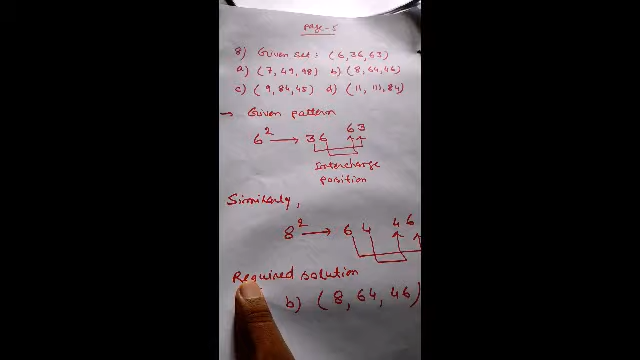 Page-5
8) Given set: (6, 36, 63)
a) (7, 49, 98) b) (8, 64, 46)
c) (9, 84, 45) d) (11, 111, 84)
→ Given pattern
6² → 36 63
Interchange
position
Similarly,
8² → 64 46
Required solution
b) (8, 64, 46)